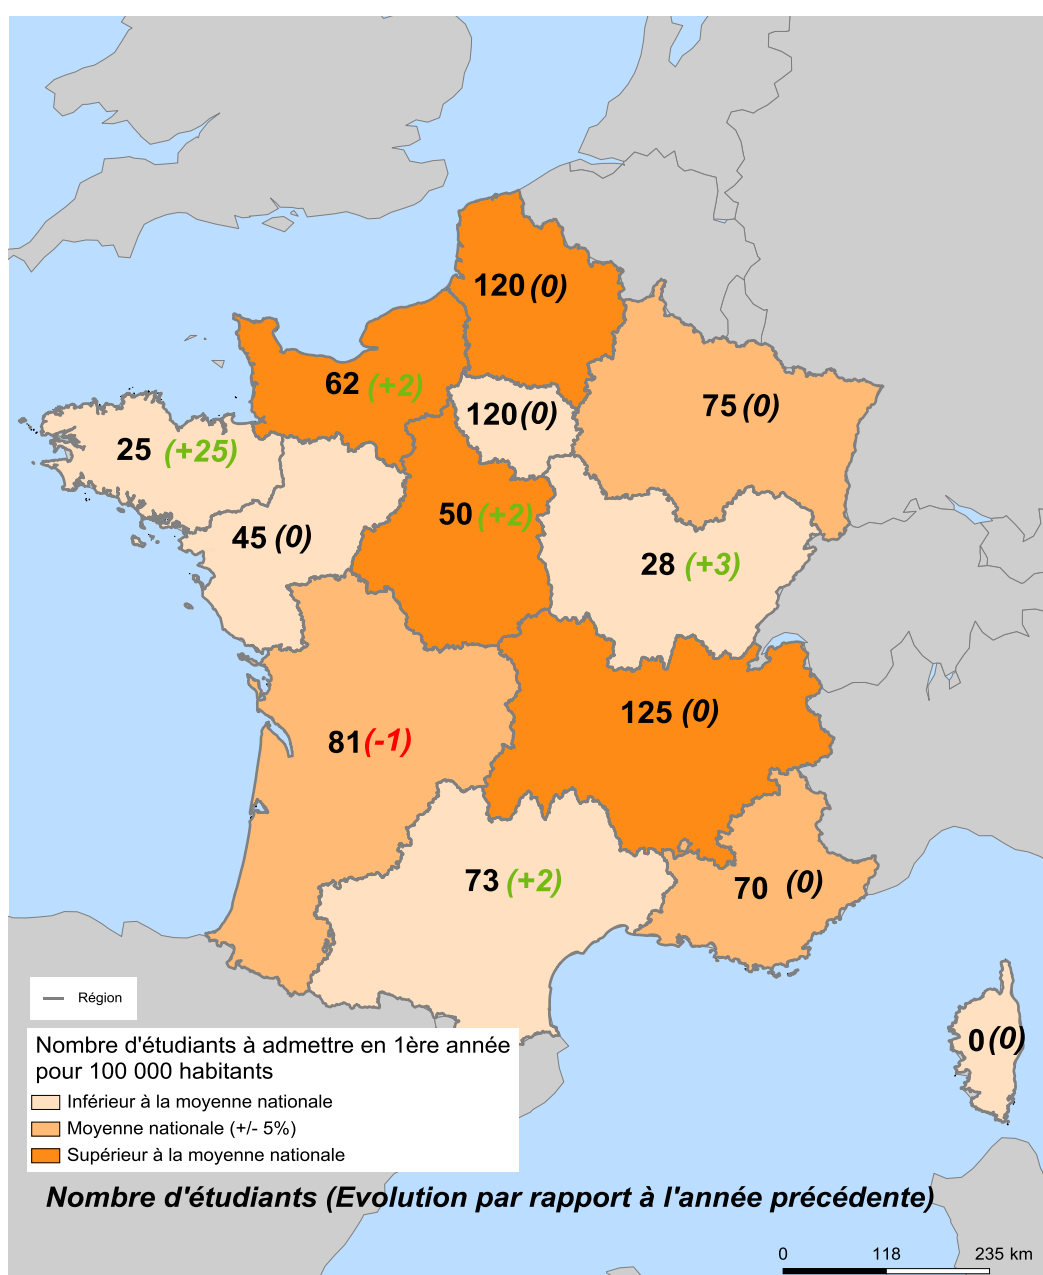 120 (0)
62 (+2)
120 (0)
75 (0)
25 (+25)
50 (+2)
45 (0)
28 (+3)
125 (0)
81 (-1)
73 (+2)
70 (0)
0 (0)
Région
Nombre d'étudiants à admettre en 1ère année
pour 100 000 habitants
Inférieur à la moyenne nationale
Moyenne nationale (+/- 5%)
Supérieur à la moyenne nationale
Nombre d'étudiants (Evolution par rapport à l'année précédente)
0 118 235 km